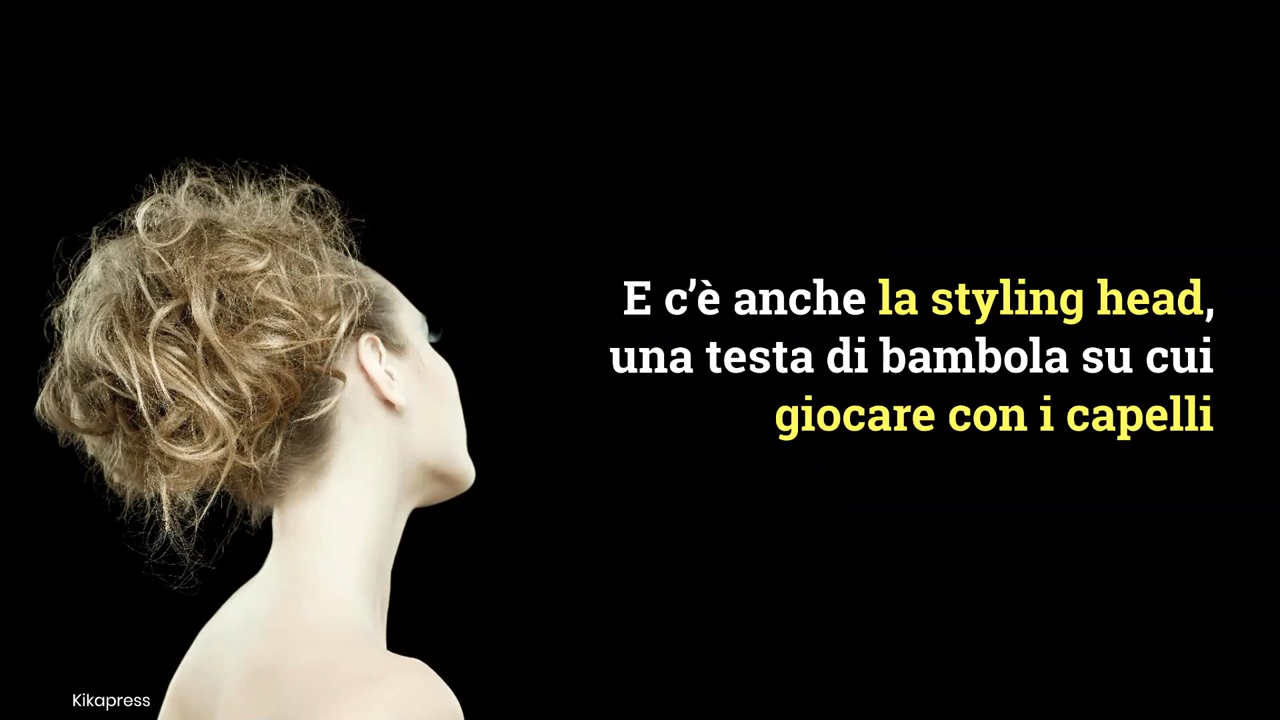 E c’è anche la styling head,
una testa di bambola su cui
giocare con i capelli
Kikapress